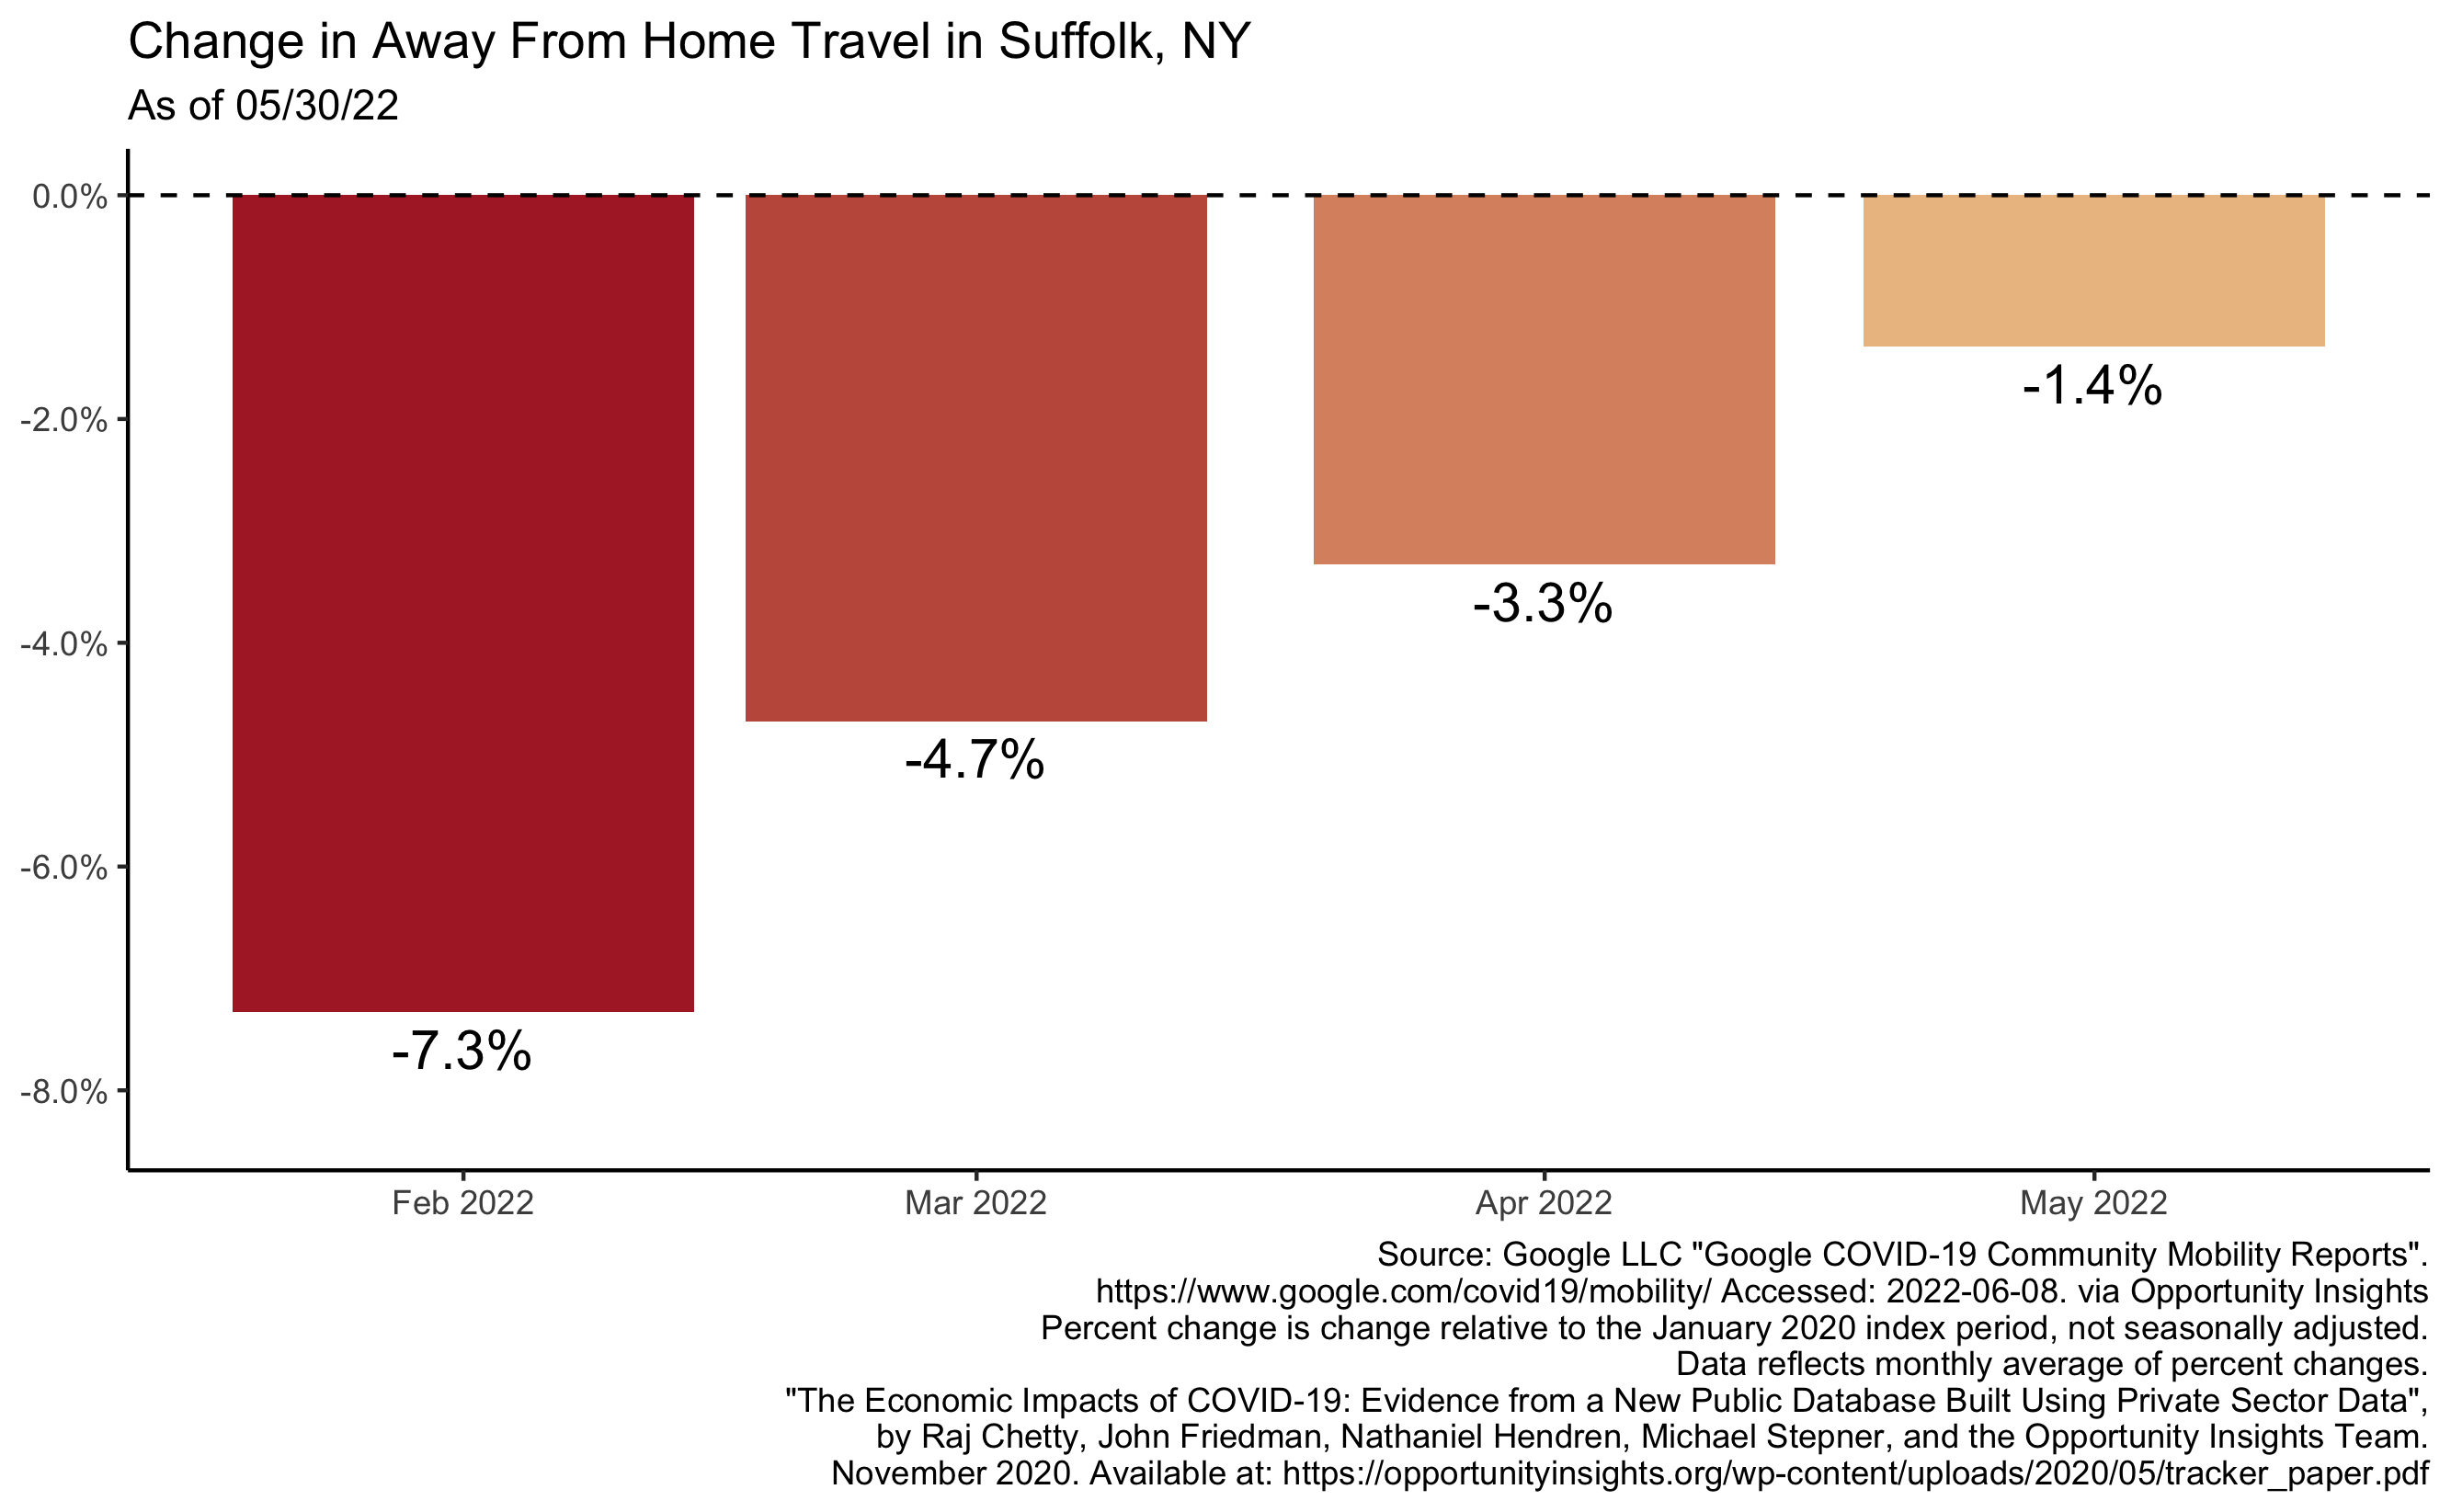 Change in Away From Home Travel in Suffolk, NY
As of 05/30/22
0.0%
-2.0%
-4.0%
-6.0%
-8.0%
-7.3%
-4.7%
-3.3%
-1.4%
Feb 2022
Mar 2022
Apr 2022
May 2022
Source: Google LLC "Google COVID-19 Community Mobility Reports".
https://www.google.com/covid19/mobility/ Accessed: 2022-06-08. via Opportunity Insights
Percent change is change relative to the January 2020 index period, not seasonally adjusted.
Data reflects monthly average of percent changes.
"The Economic Impacts of COVID-19: Evidence from a New Public Database Built Using Private Sector Data",
by Raj Chetty, John Friedman, Nathaniel Hendren, Michael Stepner, and the Opportunity Insights Team.
November 2020. Available at: https://opportunityinsights.org/wp-content/uploads/2020/05/tracker_paper.pdf